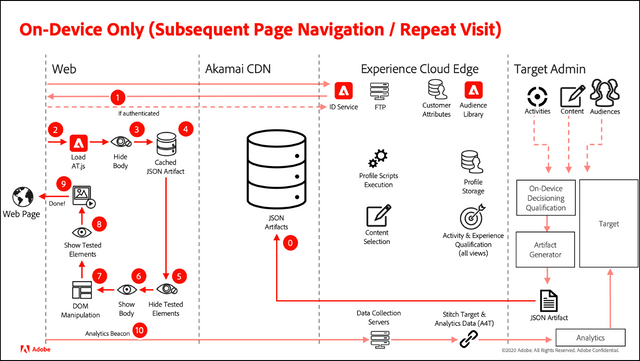 On-Device Only (Subsequent Page Navigation / Repeat Visit)
Web
Akamai CDN
Experience Cloud Edge
Target Admin
1
If authenticated
ID Service
FTP
Customer
Attributes
Audience
Library
Activities
Content
Audiences
2
3
4
Load
AT.js
Hide
Body
Cached
JSON Artifact
Profile Scripts
Execution
Profile
Storage
9
Web Page
Done!
8
Show Tested
Elements
JSON
Artifacts
0
Content
Selection
Activity & Experience
Qualification
(all views)
On-Device
Decisioning
Qualification
Target
Artifact
Generator
7
6
5
DOM
Manipulation
Show
Body
Hide Tested
Elements
JSON Artifact
Data Collection
Servers
Stitch Target &
Analytics Data (A4T)
Analytics Beacon
10
Analytics
Adobe
©2020 Adobe. All Rights Reserved. Adobe Confidential.